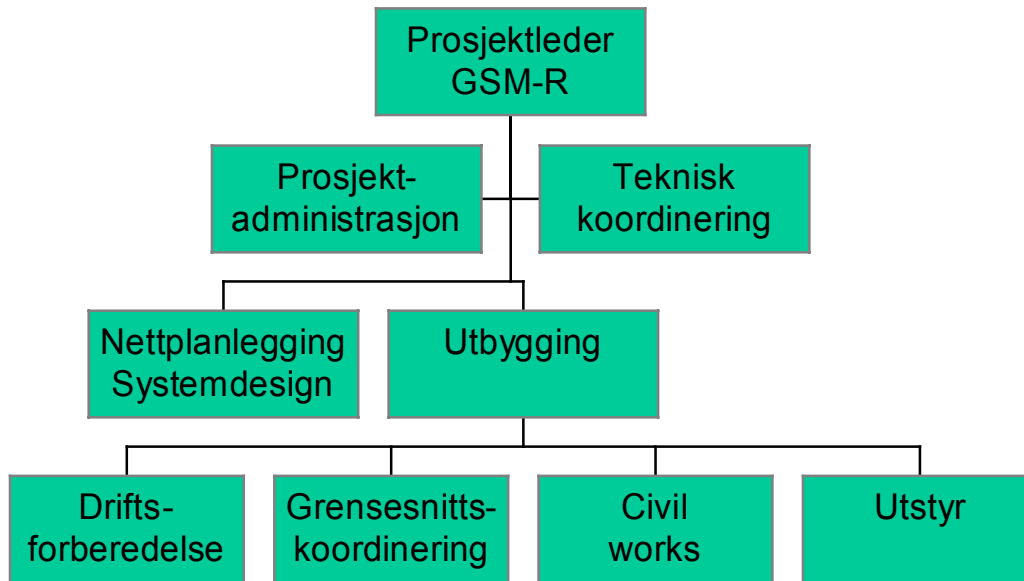 Prosjektleder
GSM-R
Prosjekt-
administrasjon
Teknisk
koordinering
Nettplanlegging
Systemdesign
Utbygging
Drifts-
forberedelse
Grensesnitts-
koordinering
Civil
works
Utstyr